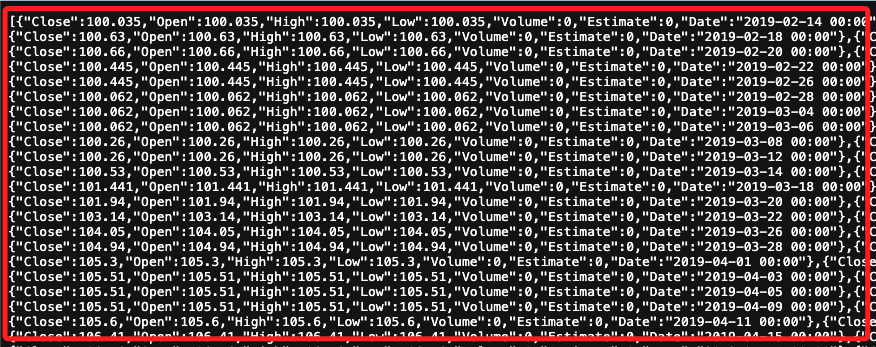 [{"Close":100.035,"Open":100.035,"High":100.035,"Low":100.035,"Volume":0,"Estimate":0,"Date":"2019-02-14 00:00"
{"Close":100.63,"Open":100.63,"High":100.63,"Low":100.63,"Volume":0,"Estimate":0,"Date":"2019-02-18 00:00"},{"C
{"Close":100.66,"Open":100.66,"High":100.66,"Low":100.66,"Volume":0,"Estimate":0,"Date":"2019-02-20 00:00"},{"C
{"Close":100.445,"Open":100.445,"High":100.445,"Low":100.445,"Volume":0,"Estimate":0,"Date":"2019-02-22 00:00"}
{"Close":100.445,"Open":100.445,"High":100.445,"Low":100.445,"Volume":0,"Estimate":0,"Date":"2019-02-26 00:00"}
{"Close":100.062,"Open":100.062,"High":100.062,"Low":100.062,"Volume":0,"Estimate":0,"Date":"2019-02-28 00:00"}
{"Close":100.062,"Open":100.062,"High":100.062,"Low":100.062,"Volume":0,"Estimate":0,"Date":"2019-03-04 00:00"}
{"Close":100.062,"Open":100.062,"High":100.062,"Low":100.062,"Volume":0,"Estimate":0,"Date":"2019-03-06 00:00"}
{"Close":100.26,"Open":100.26,"High":100.26,"Low":100.26,"Volume":0,"Estimate":0,"Date":"2019-03-08 00:00"},{"C
{"Close":100.26,"Open":100.26,"High":100.26,"Low":100.26,"Volume":0,"Estimate":0,"Date":"2019-03-12 00:00"},{"C
{"Close":100.53,"Open":100.53,"High":100.53,"Low":100.53,"Volume":0,"Estimate":0,"Date":"2019-03-14 00:00"},{"C
{"Close":101.441,"Open":101.441,"High":101.441,"Low":101.441,"Volume":0,"Estimate":0,"Date":"2019-03-18 00:00"}
{"Close":101.94,"Open":101.94,"High":101.94,"Low":101.94,"Volume":0,"Estimate":0,"Date":"2019-03-20 00:00"},{"C
{"Close":103.14,"Open":103.14,"High":103.14,"Low":103.14,"Volume":0,"Estimate":0,"Date":"2019-03-22 00:00"},{"C
{"Close":104.05,"Open":104.05,"High":104.05,"Low":104.05,"Volume":0,"Estimate":0,"Date":"2019-03-26 00:00"},{"C
{"Close":104.94,"Open":104.94,"High":104.94,"Low":104.94,"Volume":0,"Estimate":0,"Date":"2019-03-28 00:00"},{"C
{"Close":105.3,"Open":105.3,"High":105.3,"Low":105.3,"Volume":0,"Estimate":0,"Date":"2019-04-01 00:00"},{"Close
{"Close":105.51,"Open":105.51,"High":105.51,"Low":105.51,"Volume":0,"Estimate":0,"Date":"2019-04-03 00:00"},{"C
{"Close":105.51,"Open":105.51,"High":105.51,"Low":105.51,"Volume":0,"Estimate":0,"Date":"2019-04-05 00:00"},{"C
{"Close":105.51,"Open":105.51,"High":105.51,"Low":105.51,"Volume":0,"Estimate":0,"Date":"2019-04-09 00:00"},{"C
{"Close":105.6,"Open":105.6,"High":105.6,"Low":105.6,"Volume":0,"Estimate":0,"Date":"2019-04-11 00:00"},{"Close
{"Close":106.41,"Open":106.41,"High":106.41,"Low":106.41,"Volume":0,"Estimate":0,"Date":"2019-04-15 00:00"},{"C